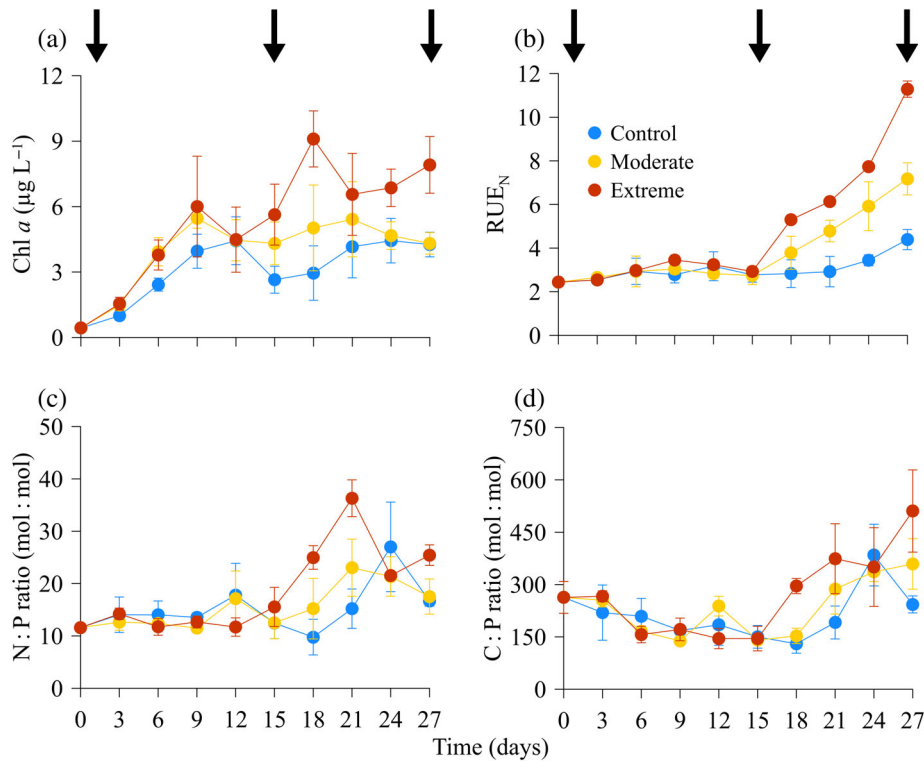 (a)
Chl a (µg L⁻¹)
12
9
6
3
0
(b)
RUE_N
12
10
8
6
4
2
0
Control
Moderate
Extreme
(c)
N : P ratio (mol : mol)
50
40
30
20
10
0
0 3 6 9 12 15 18 21 24 27
(d)
C : P ratio (mol : mol)
750
600
450
300
150
0
0 3 6 9 12 15 18 21 24 27
Time (days)